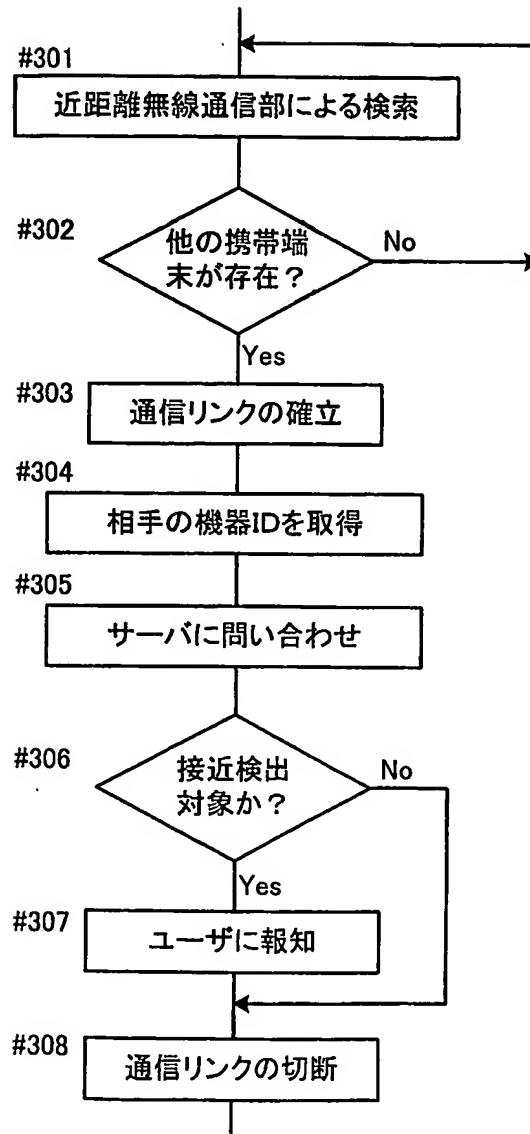 #301
近距離無線通信部による検索
#302
他の携帯端
末が存在?
No
Yes
#303
通信リンクの確立
#304
相手の機器IDを取得
#305
サーバに問い合わせ
#306
接近検出
対象か?
No
Yes
#307
ユーザに報知
#308
通信リンクの切断